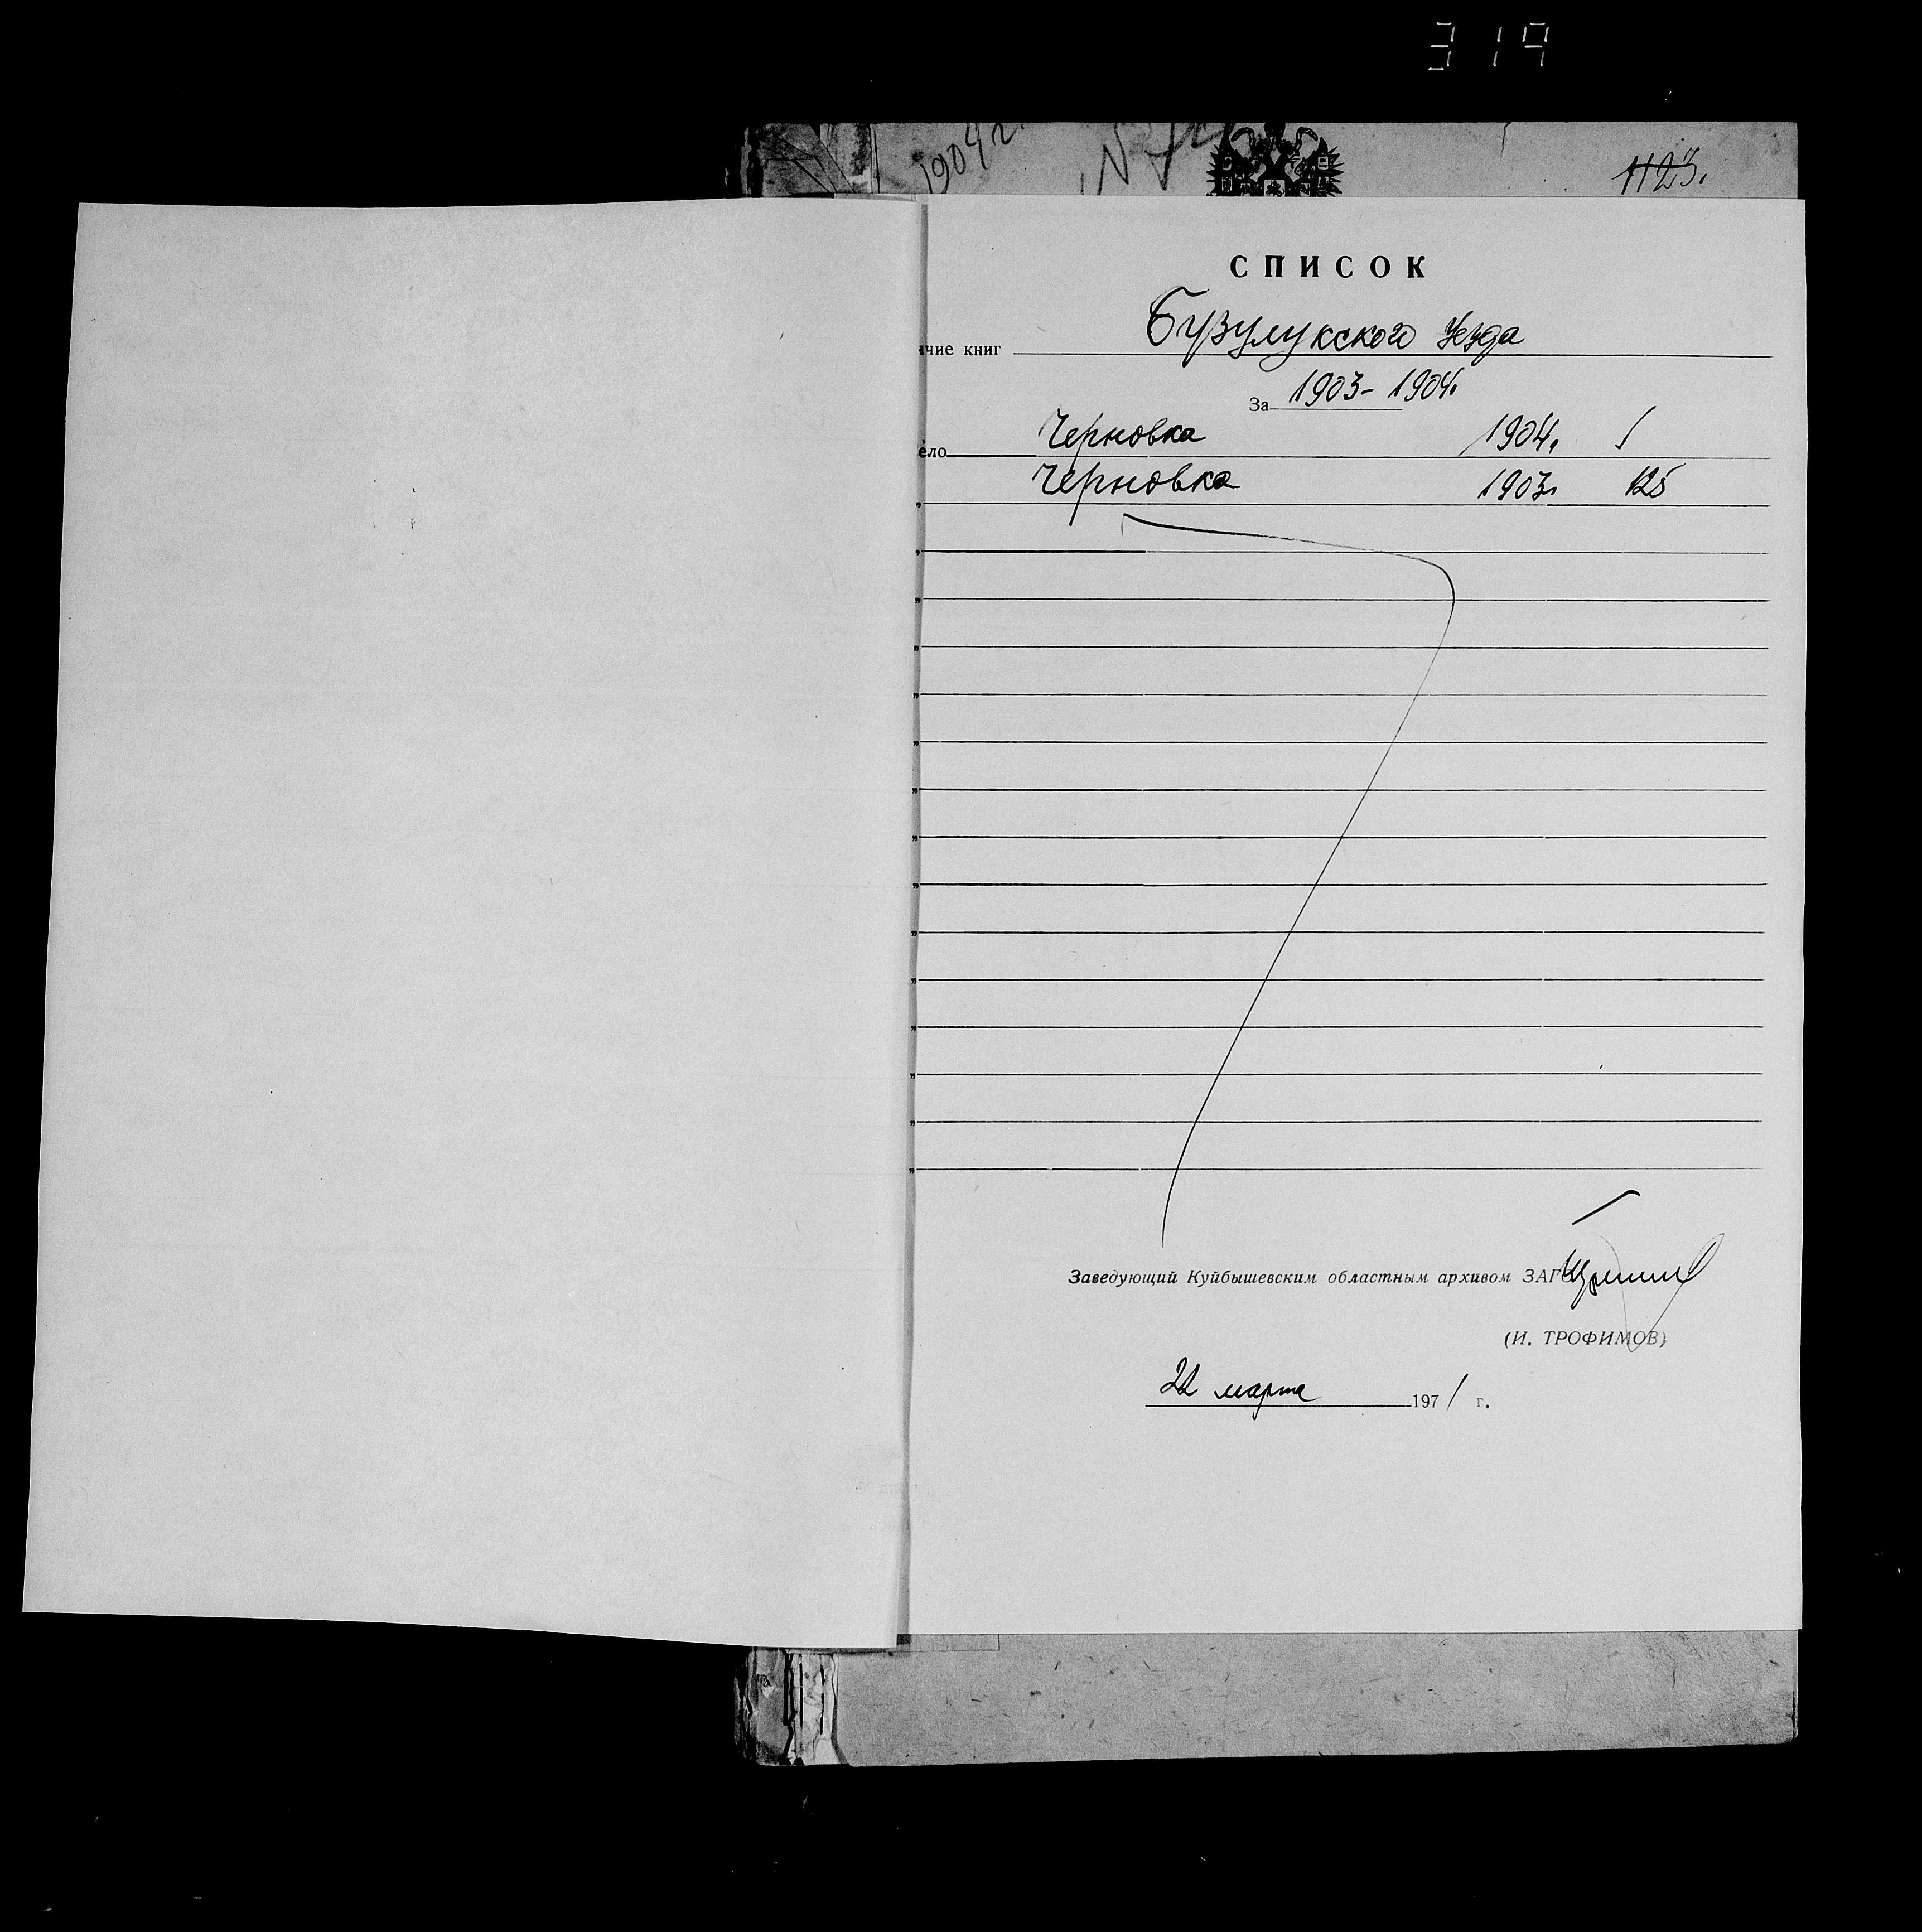 319
1904 г.
N
1123.
СПИСОК
ичие книг Бузулукского уезда
За 1903-1904.
ело Черновка 1904. 1
" Черновка 1903. 125
"
"
"
"
"
"
"
"
"
"
"
"
"
"
Заведующий Куйбышевским областным архивом ЗАГС
(И. ТРОФИМОВ)
22 марта 1971 г.